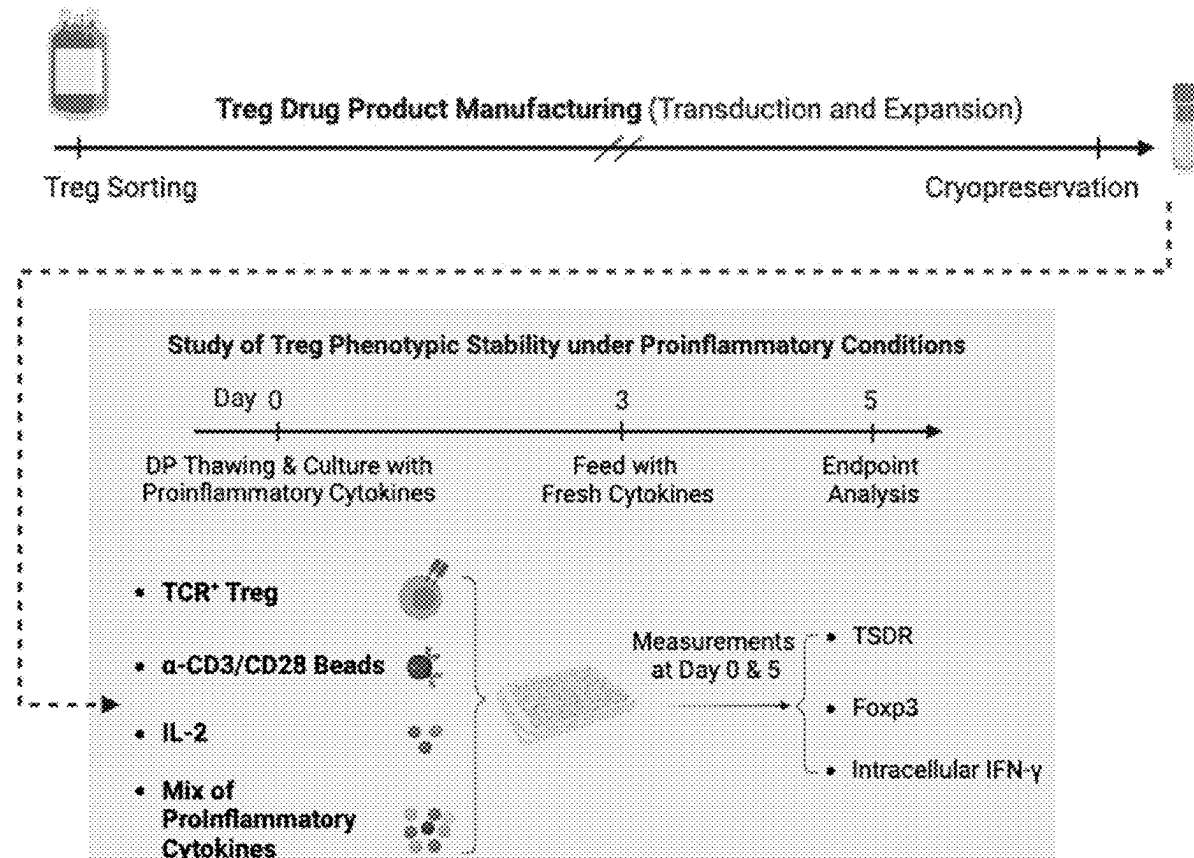 Treg Drug Product Manufacturing (Transduction and Expansion)
Treg Sorting
Cryopreservation
Study of Treg Phenotypic Stability under Proinflammatory Conditions
Day 0 3 5
DP Thawing & Culture with
Proinflammatory Cytokines
Feed with
Fresh Cytokines
Endpoint
Analysis
• TCR⁺ Treg
• α-CD3/CD28 Beads
• IL-2
• Mix of
Proinflammatory
Cytokines
Measurements
at Day 0 & 5
• TSDR
• Foxp3
• Intracellular IFN-γ